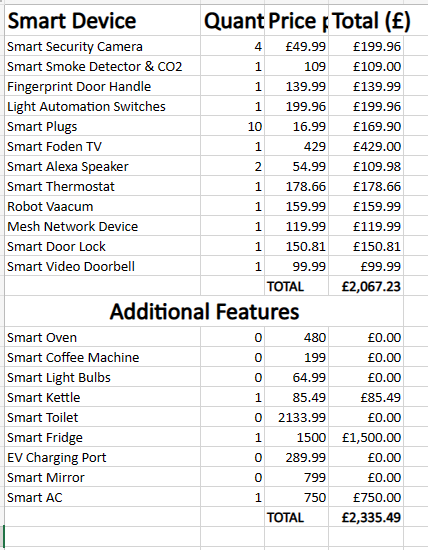 Smart Device Quant Price p Total (£)
Smart Security Camera 4 £49.99 £199.96
Smart Smoke Detector & CO2 1 109 £109.00
Fingerprint Door Handle 1 139.99 £139.99
Light Automation Switches 1 199.96 £199.96
Smart Plugs 10 16.99 £169.90
Smart Foden TV 1 429 £429.00
Smart Alexa Speaker 2 54.99 £109.98
Smart Thermostat 1 178.66 £178.66
Robot Vaacum 1 159.99 £159.99
Mesh Network Device 1 119.99 £119.99
Smart Door Lock 1 150.81 £150.81
Smart Video Doorbell 1 99.99 £99.99
TOTAL £2,067.23
Additional Features
Smart Oven 0 480 £0.00
Smart Coffee Machine 0 199 £0.00
Smart Light Bulbs 0 64.99 £0.00
Smart Kettle 1 85.49 £85.49
Smart Toilet 0 2133.99 £0.00
Smart Fridge 1 1500 £1,500.00
EV Charging Port 0 289.99 £0.00
Smart Mirror 0 799 £0.00
Smart AC 1 750 £750.00
TOTAL £2,335.49